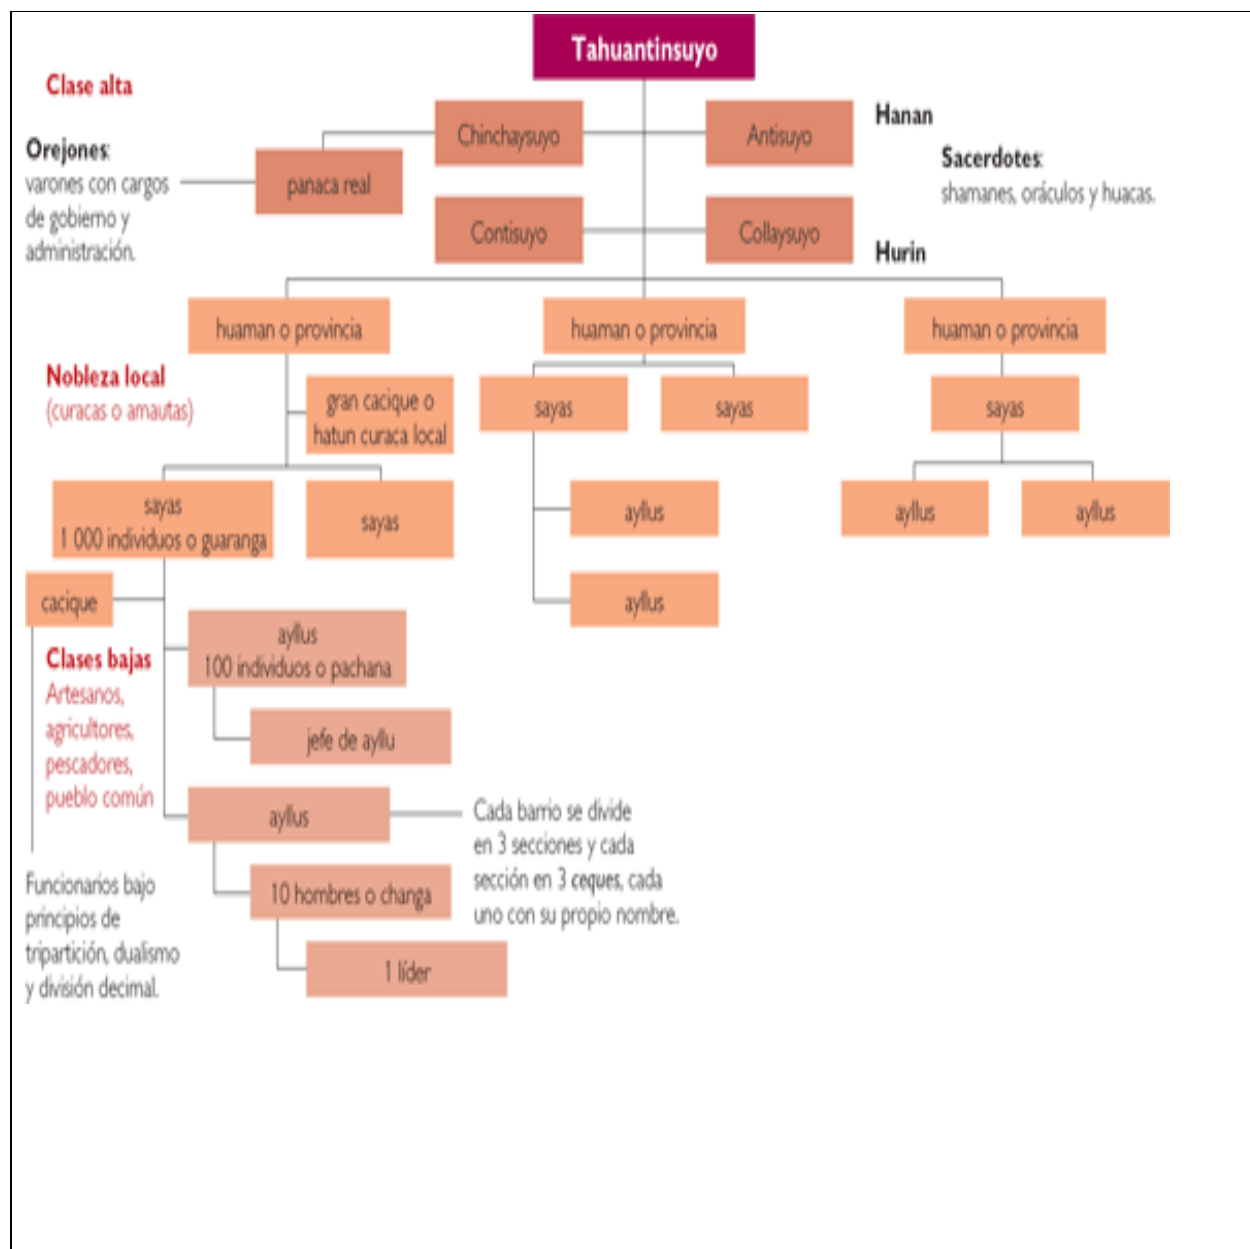 Tahuantinsuyo
Clase alta
Chinchaysuyo
Antisuyo
Hanan
Orejones:
varones con cargos
de gobierno y
administración.
panaca real
Sacerdotes:
shamanes, oráculos y huacas.
Contisuyo
Collaysuyo
Hurin
huaman o provincia
huaman o provincia
huaman o provincia
Nobleza local
(curacas o amautas)
gran cacique o
hatun curaca local
sayas
sayas
sayas
sayas
1 000 individuos o guaranga
sayas
ayllus
ayllus
ayllus
ayllus
cacique
ayllus
100 individuos o pachana
Clases bajas
Artesanos,
agricultores,
pescadores,
pueblo común
jefe de ayllu
ayllus
Cada barrio se divide
en 3 secciones y cada
sección en 3 ceques, cada
uno con su propio nombre.
10 hombres o changa
1 líder
Funcionarios bajo
principios de
tripartición, dualismo
y división decimal.